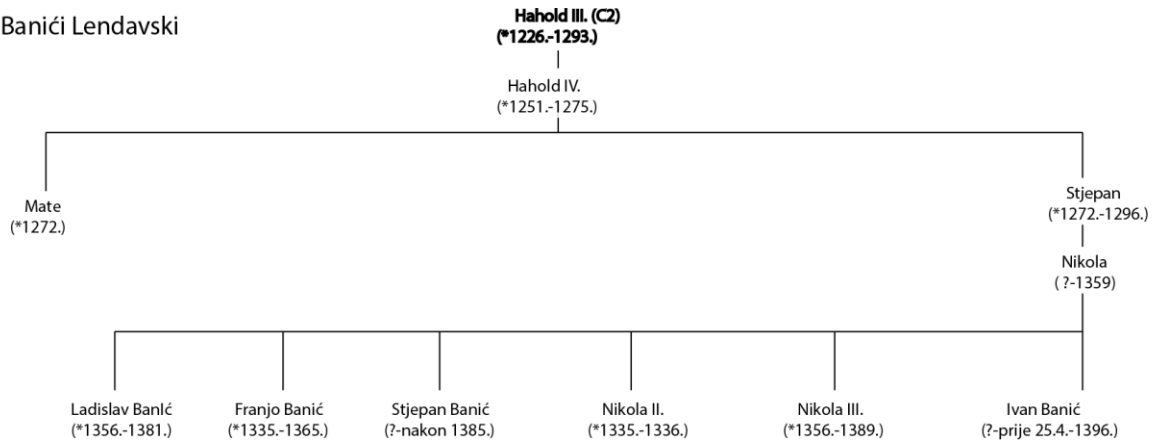 Banići Lendavski
Hahold III. (C2)
(*1226.-1293.)
Hahold IV.
(*1251.-1275.)
Mate
(*1272.)
Stjepan
(*1272.-1296.)
Nikola
( ?-1359)
Ladislav BanIć
(*1356.-1381.)
Franjo Banić
(*1335.-1365.)
Stjepan Banić
(?-nakon 1385.)
Nikola II.
(*1335.-1336.)
Nikola III.
(*1356.-1389.)
Ivan Banić
(?-prije 25.4.-1396.)